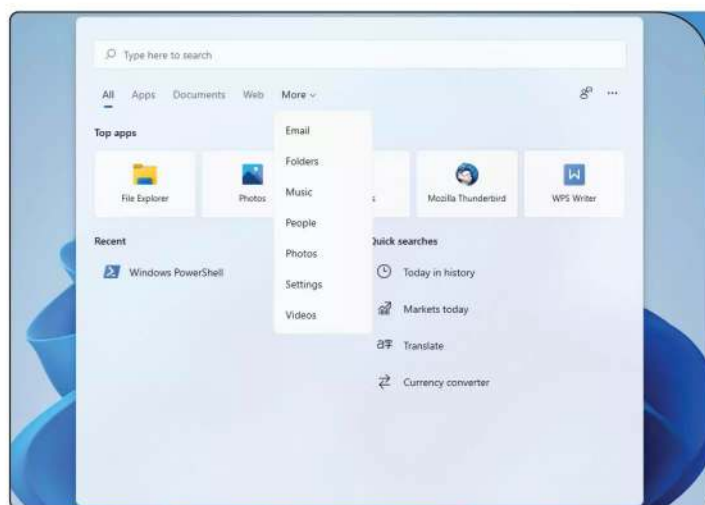 Type here to search
All Apps Documents Web More
Top apps
File Explorer
Photos
Mozilla Thunderbird
WPS Writer
Email
Folders
Music
People
Photos
Settings
Videos
Recent
Windows PowerShell
Quick searches
Today in history
Markets today
Translate
Currency converter